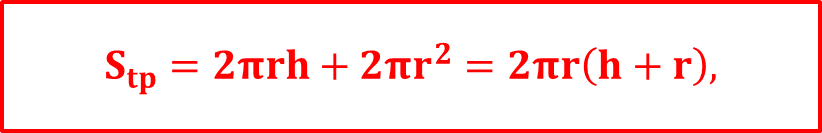 S_tp = 2πrh + 2πr² = 2πr(h + r),